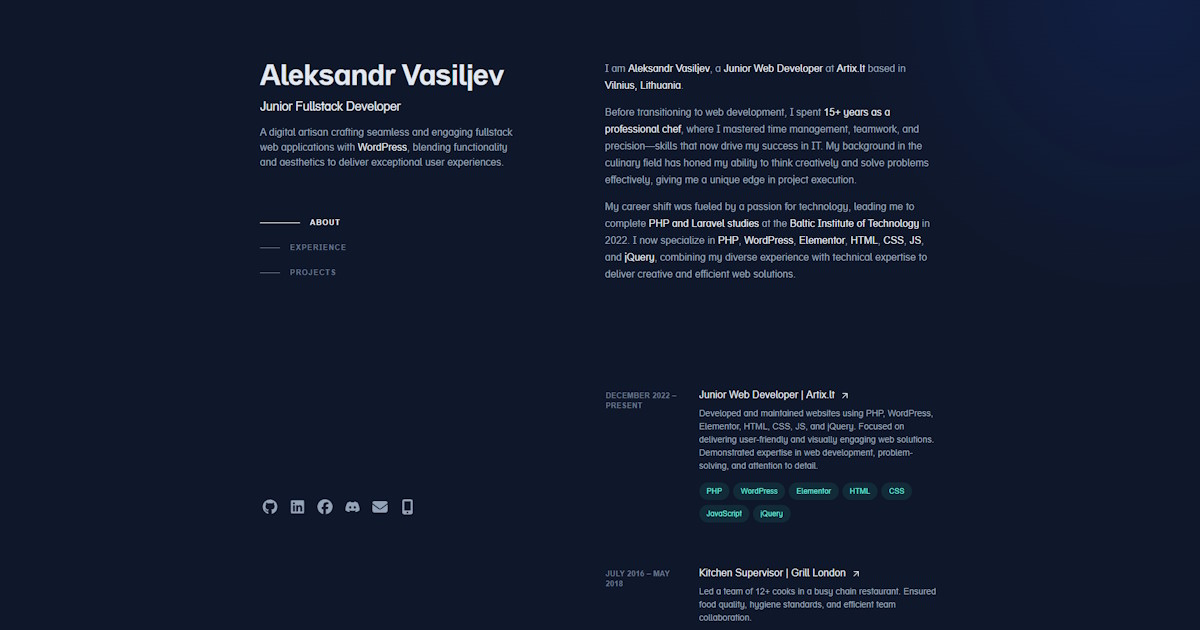 Aleksandr Vasiljev
Junior Fullstack Developer
A digital artisan crafting seamless and engaging fullstack
web applications with WordPress, blending functionality
and aesthetics to deliver exceptional user experiences.
ABOUT
EXPERIENCE
PROJECTS
I am Aleksandr Vasiljev, a Junior Web Developer at Artix.lt based in
Vilnius, Lithuania.
Before transitioning to web development, I spent 15+ years as a
professional chef, where I mastered time management, teamwork, and
precision—skills that now drive my success in IT. My background in the
culinary field has honed my ability to think creatively and solve problems
effectively, giving me a unique edge in project execution.
My career shift was fueled by a passion for technology, leading me to
complete PHP and Laravel studies at the Baltic Institute of Technology in
2022. I now specialize in PHP, WordPress, Elementor, HTML, CSS, JS,
and jQuery, combining my diverse experience with technical expertise to
deliver creative and efficient web solutions.
DECEMBER 2022 –
PRESENT
Junior Web Developer | Artix.lt
Developed and maintained websites using PHP, WordPress,
Elementor, HTML, CSS, JS, and jQuery. Focused on
delivering user-friendly and visually engaging web solutions.
Demonstrated expertise in web development, problem-
solving, and attention to detail.
PHP WordPress Elementor HTML CSS
JavaScript jQuery
JULY 2016 – MAY
2018
Kitchen Supervisor | Grill London
Led a team of 12+ cooks in a busy chain restaurant. Ensured
food quality, hygiene standards, and efficient team
collaboration.